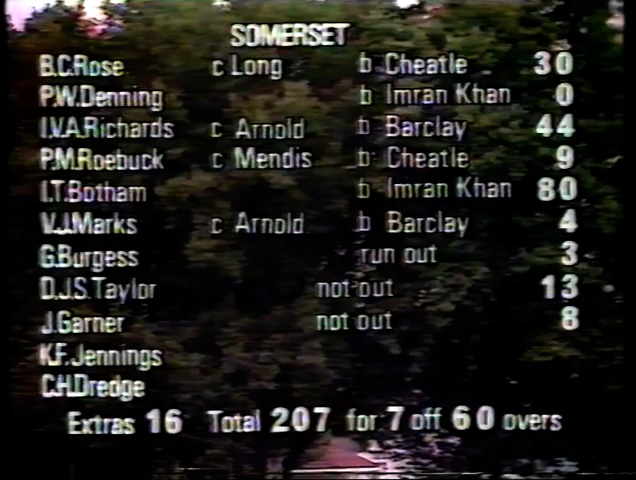 SOMERSET
B.C.Rose c Long b Cheatle 30
P.W.Denning b Imran Khan 0
I.V.A.Richards c Arnold b Barclay 44
P.M.Roebuck c Mendis b Cheatle 9
I.T.Botham b Imran Khan 80
V.J.Marks c Arnold b Barclay 4
G.Burgess run out 3
D.J.S.Taylor not out 13
J.Garner not out 8
K.F.Jennings
C.H.Dredge
Extras 16 Total 207 for 7 off 60 overs